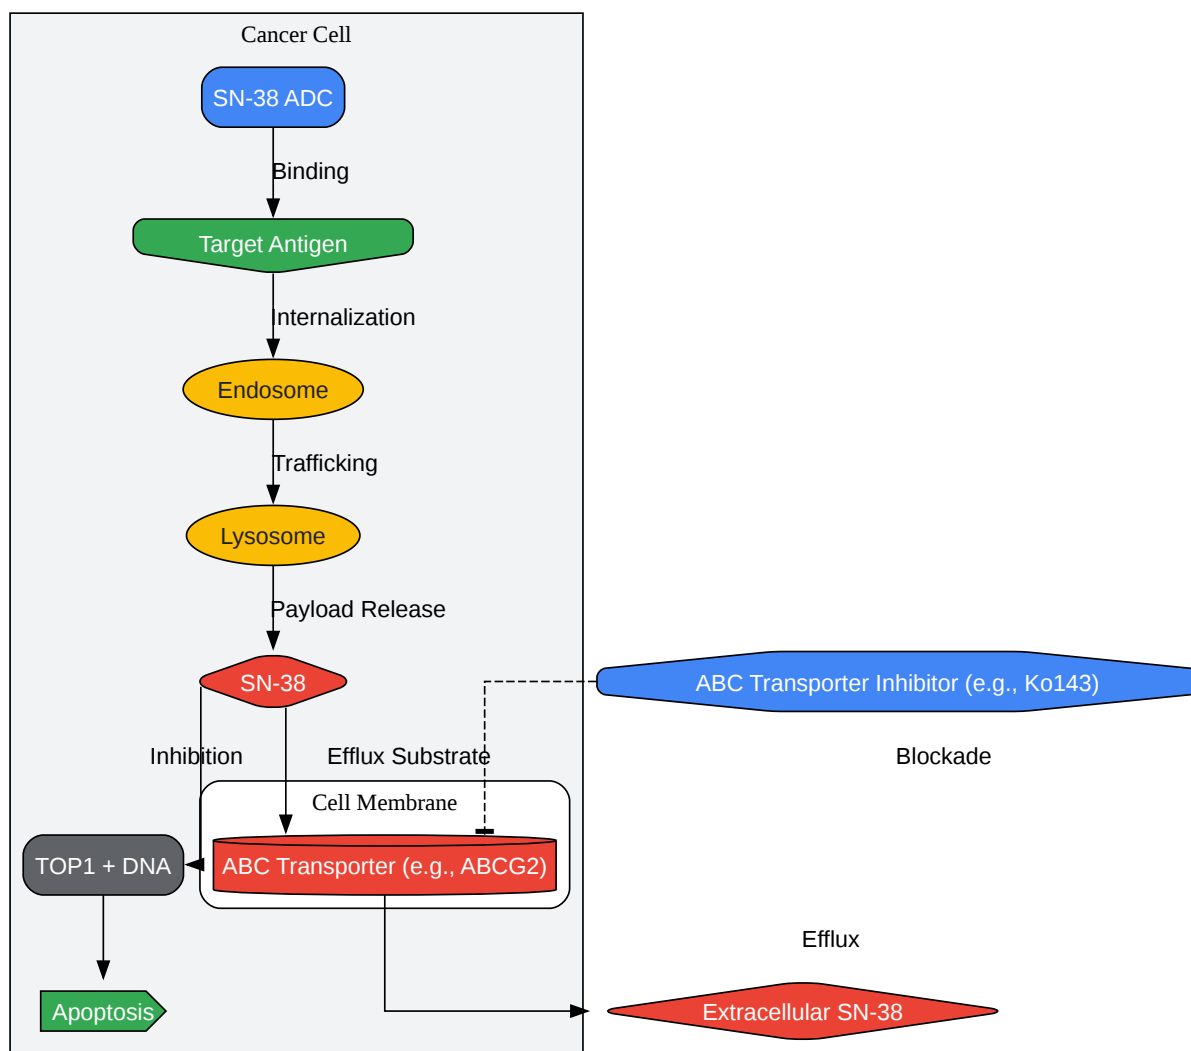 Cancer Cell
SN-38 ADC
Binding
Target Antigen
Internalization
Endosome
Trafficking
Lysosome
Payload Release
SN-38
ABC Transporter Inhibitor (e.g., Ko143)
Inhibition
Efflux Substrate
Blockade
Cell Membrane
TOP1 + DNA
ABC Transporter (e.g., ABCG2)
Efflux
Apoptosis
Extracellular SN-38